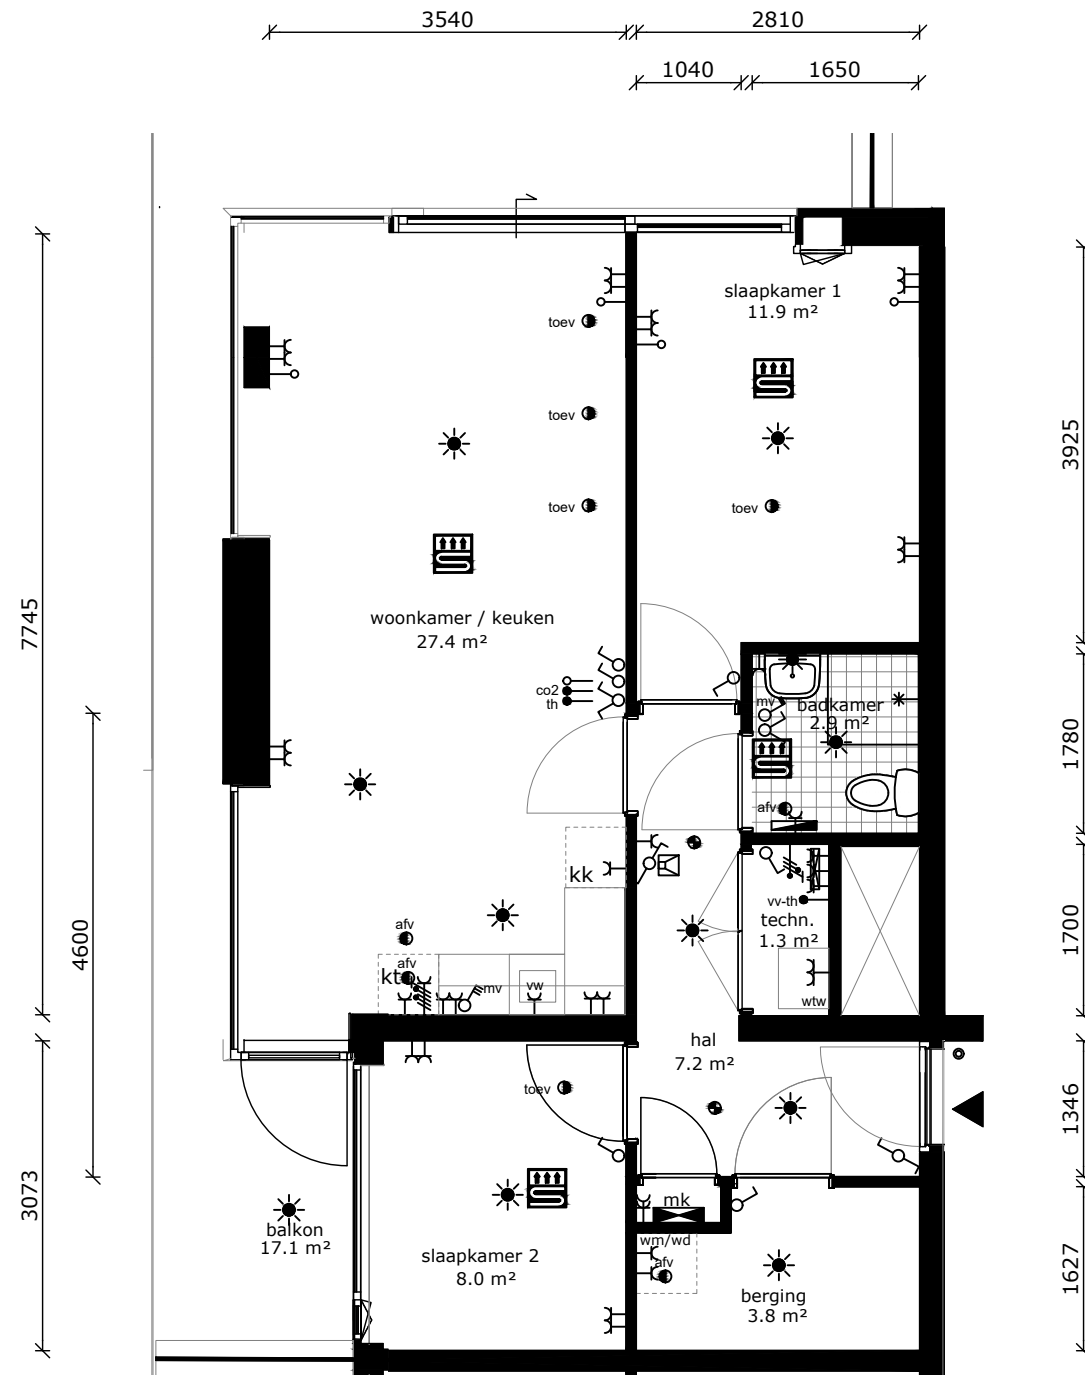 3540
2810
1040
1650
slaapkamer 1
11.9 m²
toev
toev
toev
toev
3925
7745
woonkamer / keuken
27.4 m²
co2
th
mv
badkamer
2.9 m²
1780
afv
kk
vv-th
techn.
1.3 m²
1700
4600
afv
afv
kt
mv
vw
wtw
hal
7.2 m²
toev
1346
3073
mk
wm/wd
afv
balkon
17.1 m²
slaapkamer 2
8.0 m²
berging
3.8 m²
1627